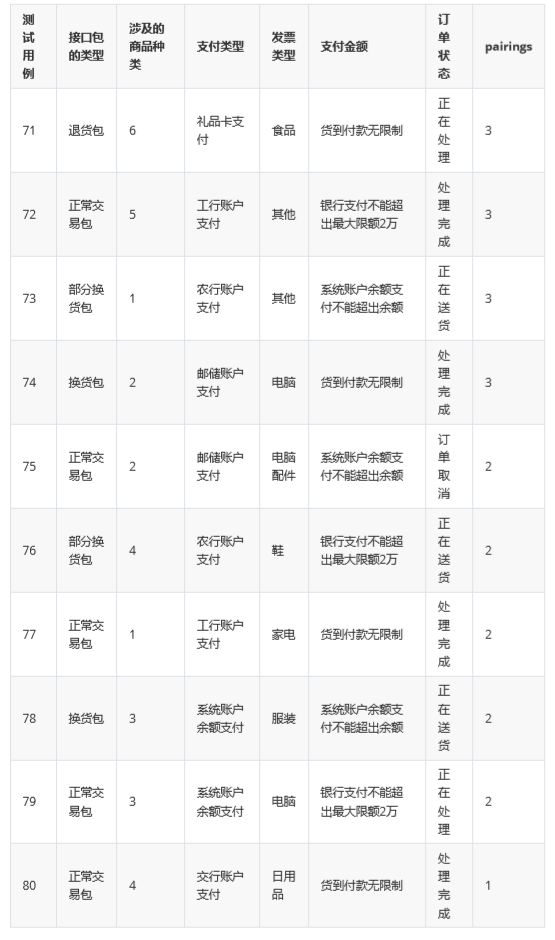 测试用例 接口包的类型 涉及的商品种类 支付类型 发票类型 支付金额 订单状态 pairings
71 退货包 6 礼品卡支付 食品 货到付款无限制 正在处理 3
72 正常交易包 5 工行账户支付 其他 银行支付不能超出最大限额2万 处理完成 3
73 部分换货包 1 农行账户支付 其他 系统账户余额支付不能超出余额 正在送货 3
74 换货包 2 邮储账户支付 电脑 货到付款无限制 处理完成 3
75 正常交易包 2 邮储账户支付 电脑配件 系统账户余额支付不能超出余额 订单取消 2
76 部分换货包 4 农行账户支付 鞋 银行支付不能超出最大限额2万 正在送货 2
77 正常交易包 1 工行账户支付 家电 货到付款无限制 处理完成 2
78 换货包 3 系统账户余额支付 服装 系统账户余额支付不能超出余额 正在送货 2
79 正常交易包 3 系统账户余额支付 电脑 银行支付不能超出最大限额2万 正在处理 2
80 正常交易包 4 交行账户支付 日用品 货到付款无限制 处理完成 1